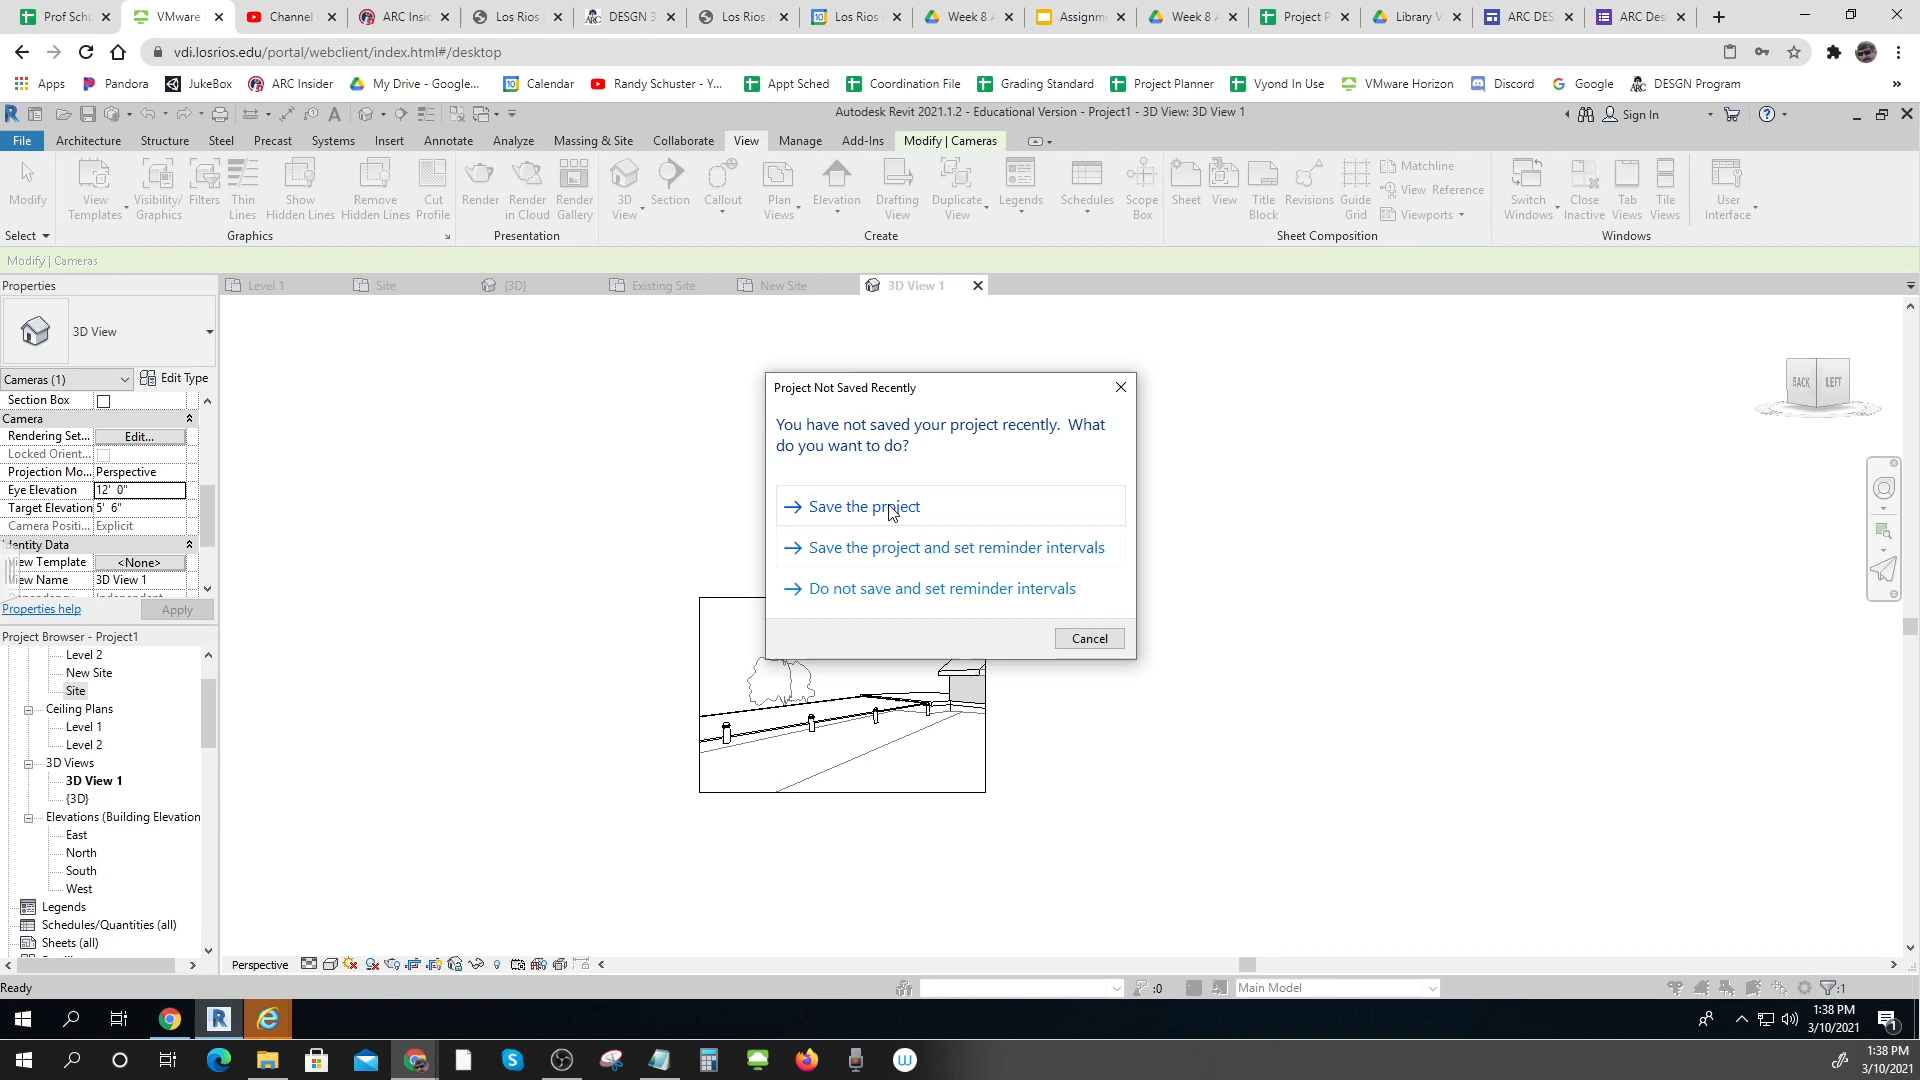 Prof Schu
VMware
Channel c
ARC Insic
Los Rios
DESGN 3
Los Rios
Los Rios
Week 8 A
Assignm
Week 8 A
Project P
Library V
ARC DES
ARC Des
vdi.losrios.edu/portal/webclient/index.html#/desktop
Apps
Pandora
JukeBox
ARC Insider
My Drive - Google...
Calendar
Randy Schuster - Y...
Appt Sched
Coordination File
Grading Standard
Project Planner
Vyond In Use
VMware Horizon
Discord
Google
DESGN Program
»
Autodesk Revit 2021.1.2 - Educational Version - Project1 - 3D View: 3D View 1
Sign In
File
Architecture
Structure
Steel
Precast
Systems
Insert
Annotate
Analyze
Massing & Site
Collaborate
View
Manage
Add-Ins
Modify | Cameras
Modify
View
Templates
Visibility/
Graphics
Filters
Thin
Lines
Show
Hidden Lines
Remove
Hidden Lines
Cut
Profile
Render
Render
in Cloud
Render
Gallery
3D
View
Section
Callout
Plan
Views
Elevation
Drafting
View
Duplicate
View
Legends
Schedules
Scope
Box
Sheet
View
Title
Block
Revisions
Guide
Grid
Matchline
View Reference
Viewports
Switch
Windows
Close
Inactive
Tab
Views
Tile
Views
User
Interface
Select
Graphics
Presentation
Create
Sheet Composition
Windows
Modify | Cameras
Properties
Level 1
Site
{3D}
Existing Site
New Site
3D View 1
3D View
Cameras (1)
Edit Type
Section Box
Camera
Rendering Set...
Edit...
Locked Orient...
Projection Mo...
Perspective
Eye Elevation
12' 0"
Target Elevation
5' 6"
Camera Positi...
Explicit
Identity Data
View Template
<None>
View Name
3D View 1
Properties help
Apply
Project Browser - Project1
Level 2
New Site
Site
Ceiling Plans
Level 1
Level 2
3D Views
3D View 1
{3D}
Elevations (Building Elevation
East
North
South
West
Legends
Schedules/Quantities (all)
Sheets (all)
Project Not Saved Recently
You have not saved your project recently. What
do you want to do?
Save the project
Save the project and set reminder intervals
Do not save and set reminder intervals
Cancel
BACK
LEFT
Perspective
Ready
:0
Main Model
:1
1:38 PM
3/10/2021
1
1:38 PM
3/10/2021